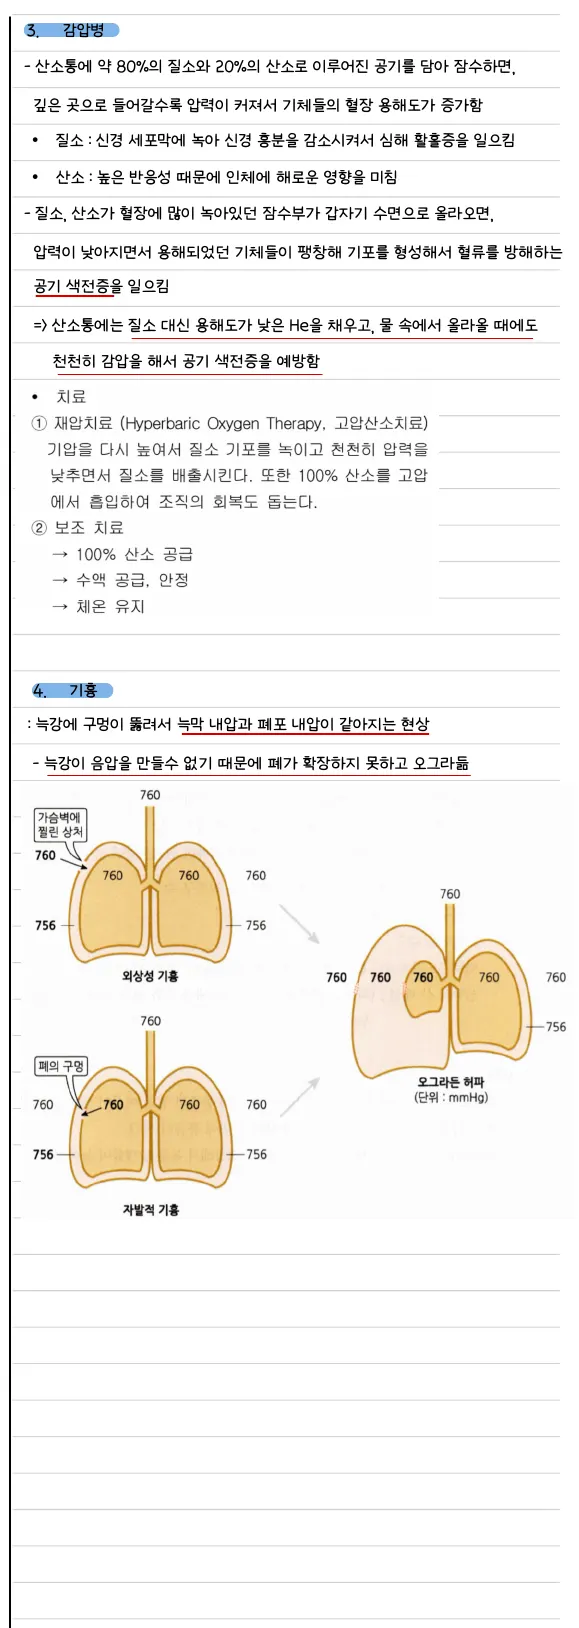 3. 감압병
- 산소통에 약 80%의 질소와 20%의 산소로 이루어진 공기를 담아 잠수하면,
깊은 곳으로 들어갈수록 압력이 커져서 기체들의 혈장 용해도가 증가함
• 질소 : 신경 세포막에 녹아 신경 흥분을 감소시켜서 심해 활홀증을 일으킴
• 산소 : 높은 반응성 때문에 인체에 해로운 영향을 미침
- 질소, 산소가 혈장에 많이 녹아있던 잠수부가 갑자기 수면으로 올라오면,
압력이 낮아지면서 용해되었던 기체들이 팽창해 기포를 형성해서 혈류를 방해하는
공기 색전증을 일으킴
=> 산소통에는 질소 대신 용해도가 낮은 He을 채우고, 물 속에서 올라올 때에도
천천히 감압을 해서 공기 색전증을 예방함
• 치료
① 재압치료 (Hyperbaric Oxygen Therapy, 고압산소치료)
기압을 다시 높여서 질소 기포를 녹이고 천천히 압력을
낮추면서 질소를 배출시킨다. 또한 100% 산소를 고압
에서 흡입하여 조직의 회복도 돕는다.
② 보조 치료
→ 100% 산소 공급
→ 수액 공급, 안정
→ 체온 유지
4. 기흉
: 늑강에 구멍이 뚫려서 늑막 내압과 폐포 내압이 같아지는 현상
- 늑강이 음압을 만들수 없기 때문에 폐가 확장하지 못하고 오그라듦
760
가슴벽에
찔린 상처
760
760 760 760
756 756
외상성 기흉
760
760 760 760 760 760
756
오그라든 허파
(단위 : mmHg)
760
폐의 구멍
760 760 760 760
756 756
자발적 기흉